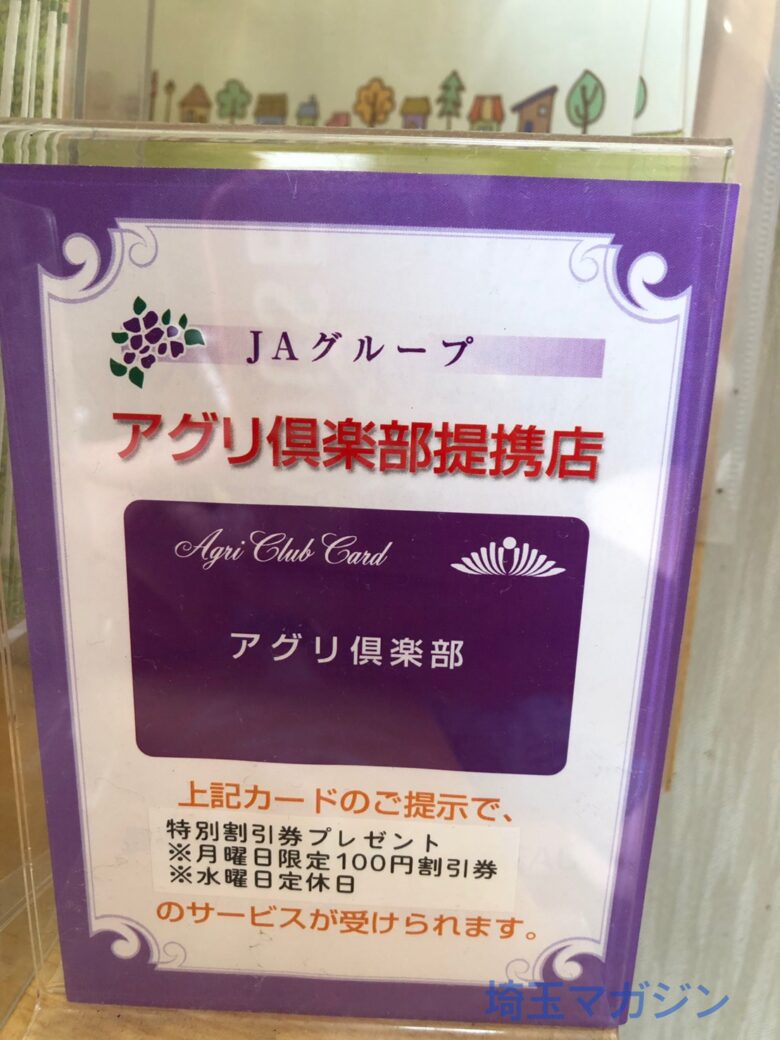 JAグループ
アグリ倶楽部提携店
Agri Club Card
アグリ倶楽部
上記カードのご提示で、
特別割引券プレゼント
※月曜日限定100円割引券
※水曜日定休日
のサービスが受けられます。
埼玉マガジン